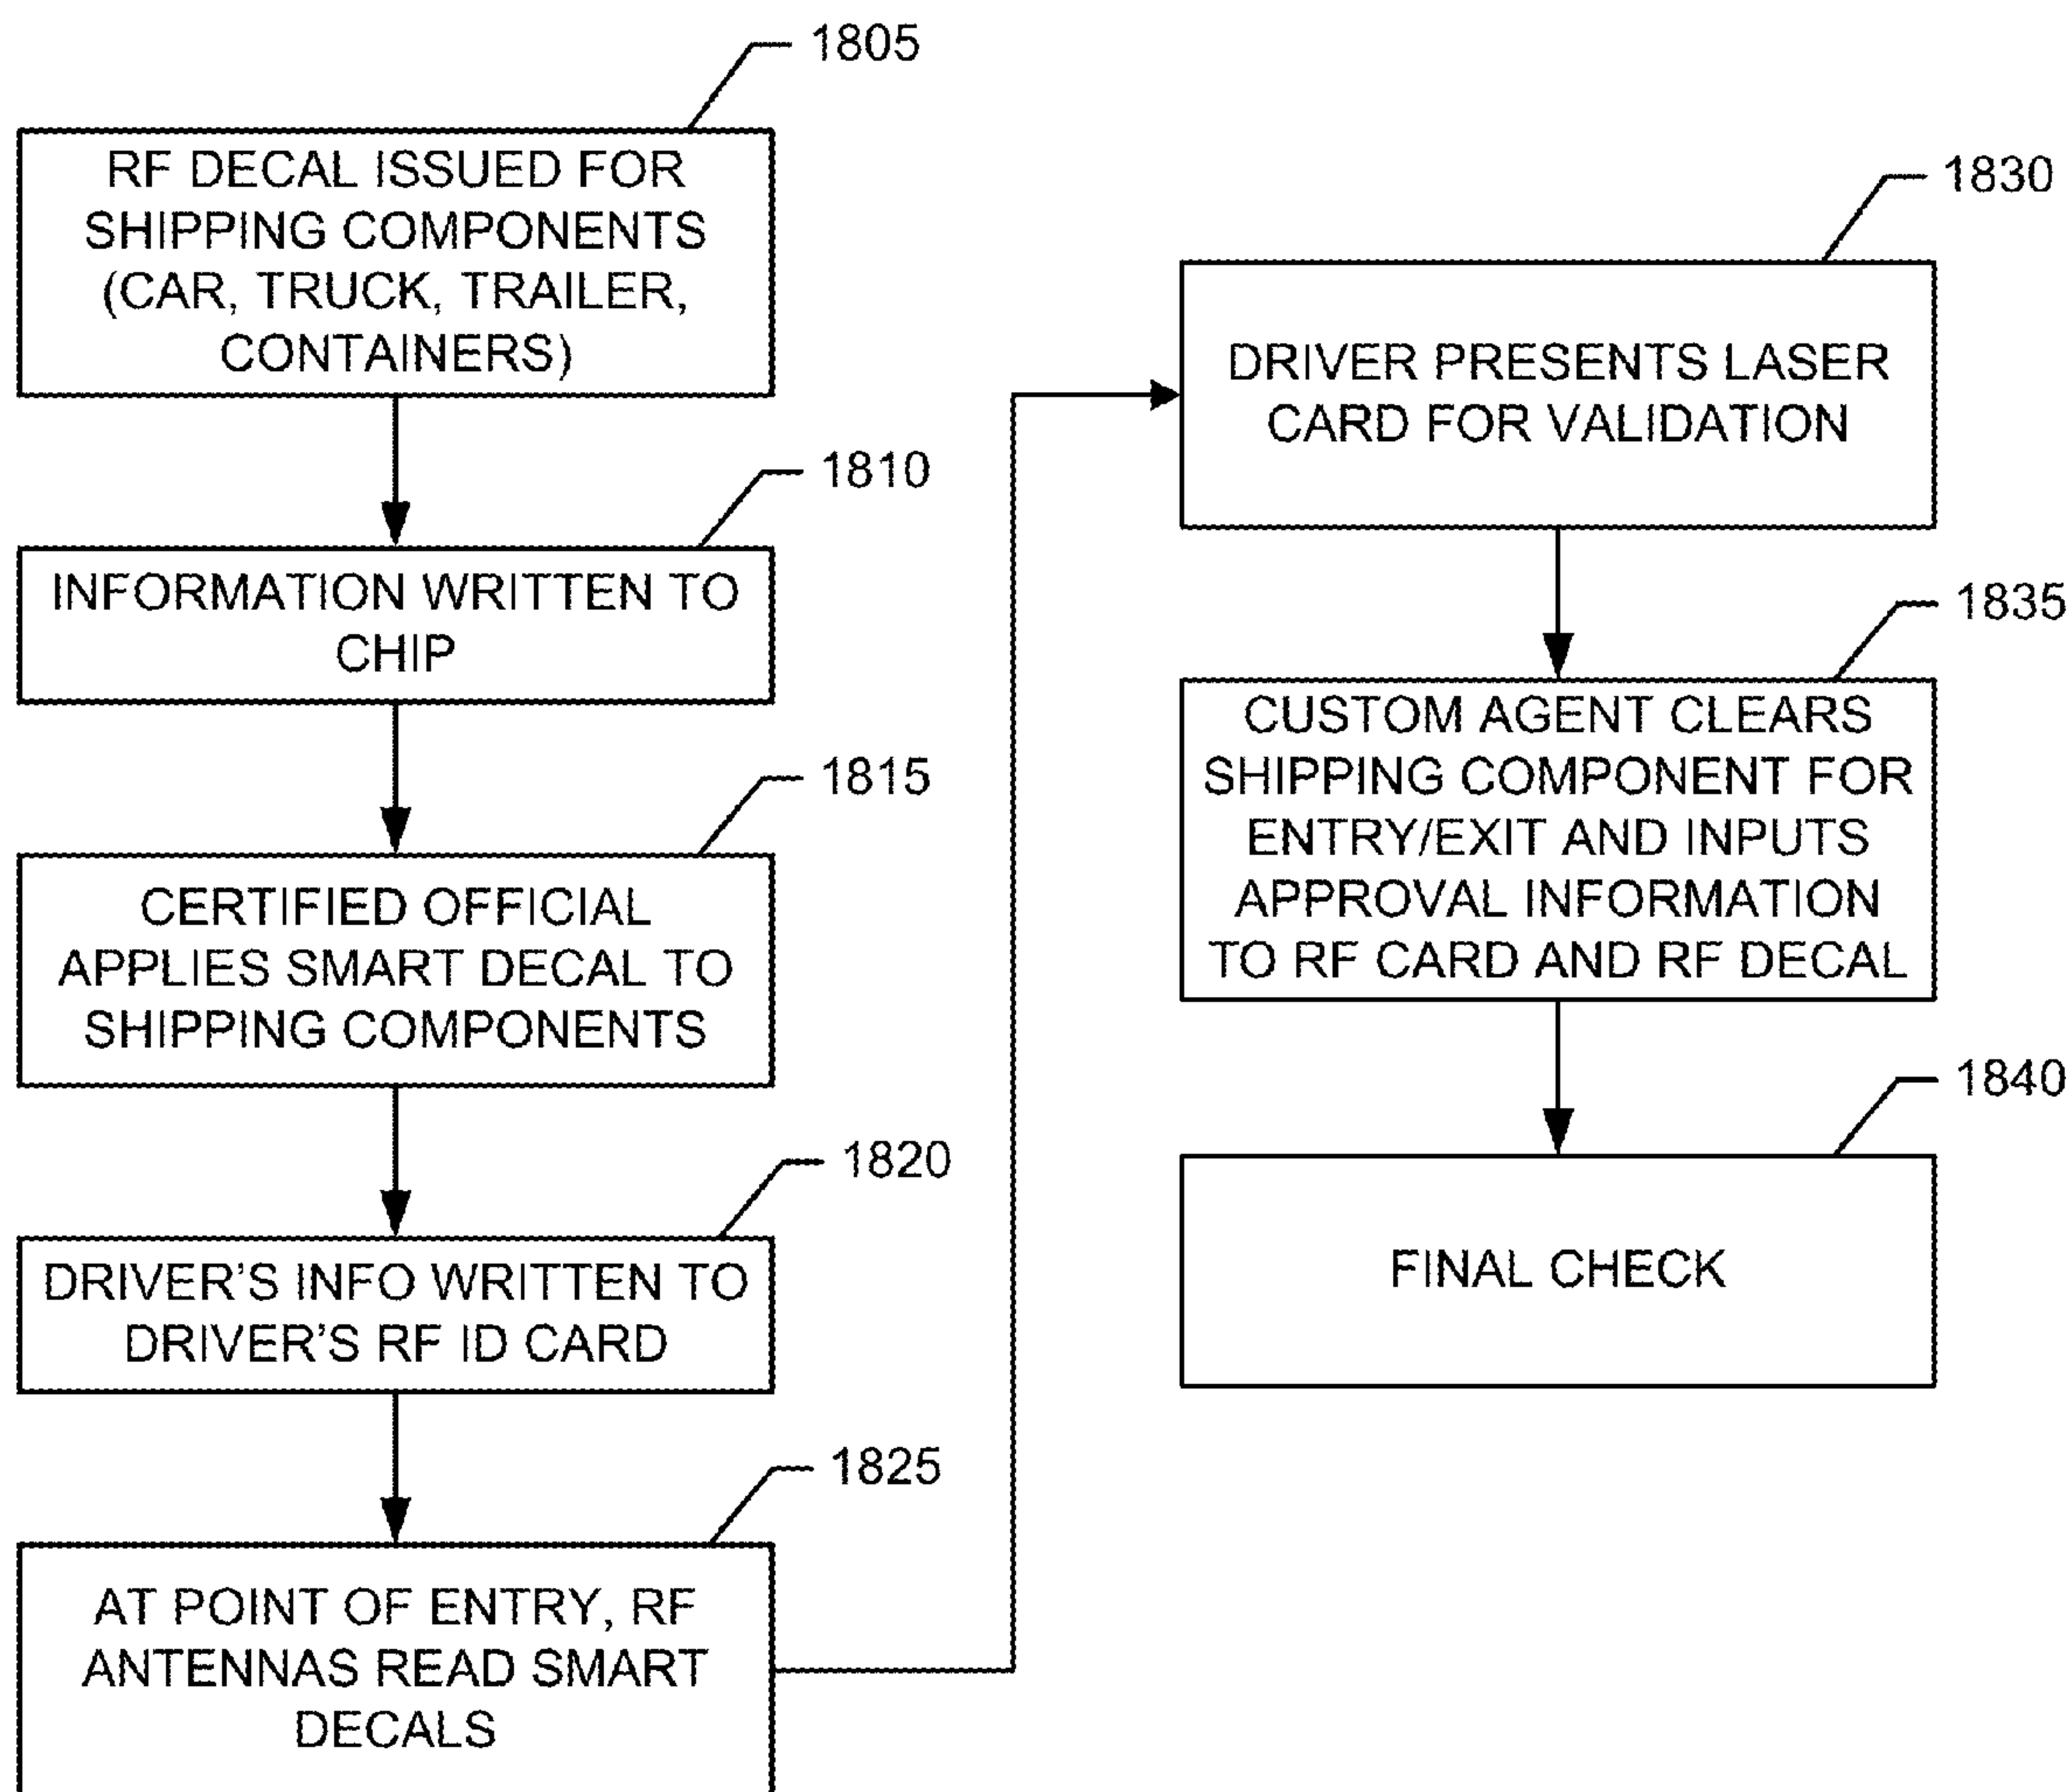 1805
RF DECAL ISSUED FOR
SHIPPING COMPONENTS
(CAR, TRUCK, TRAILER,
CONTAINERS)
1810
INFORMATION WRITTEN TO
CHIP
1815
CERTIFIED OFFICIAL
APPLIES SMART DECAL TO
SHIPPING COMPONENTS
1820
DRIVER'S INFO WRITTEN TO
DRIVER'S RF ID CARD
1825
AT POINT OF ENTRY, RF
ANTENNAS READ SMART
DECALS
1830
DRIVER PRESENTS LASER
CARD FOR VALIDATION
1835
CUSTOM AGENT CLEARS
SHIPPING COMPONENT FOR
ENTRY/EXIT AND INPUTS
APPROVAL INFORMATION
TO RF CARD AND RF DECAL
1840
FINAL CHECK